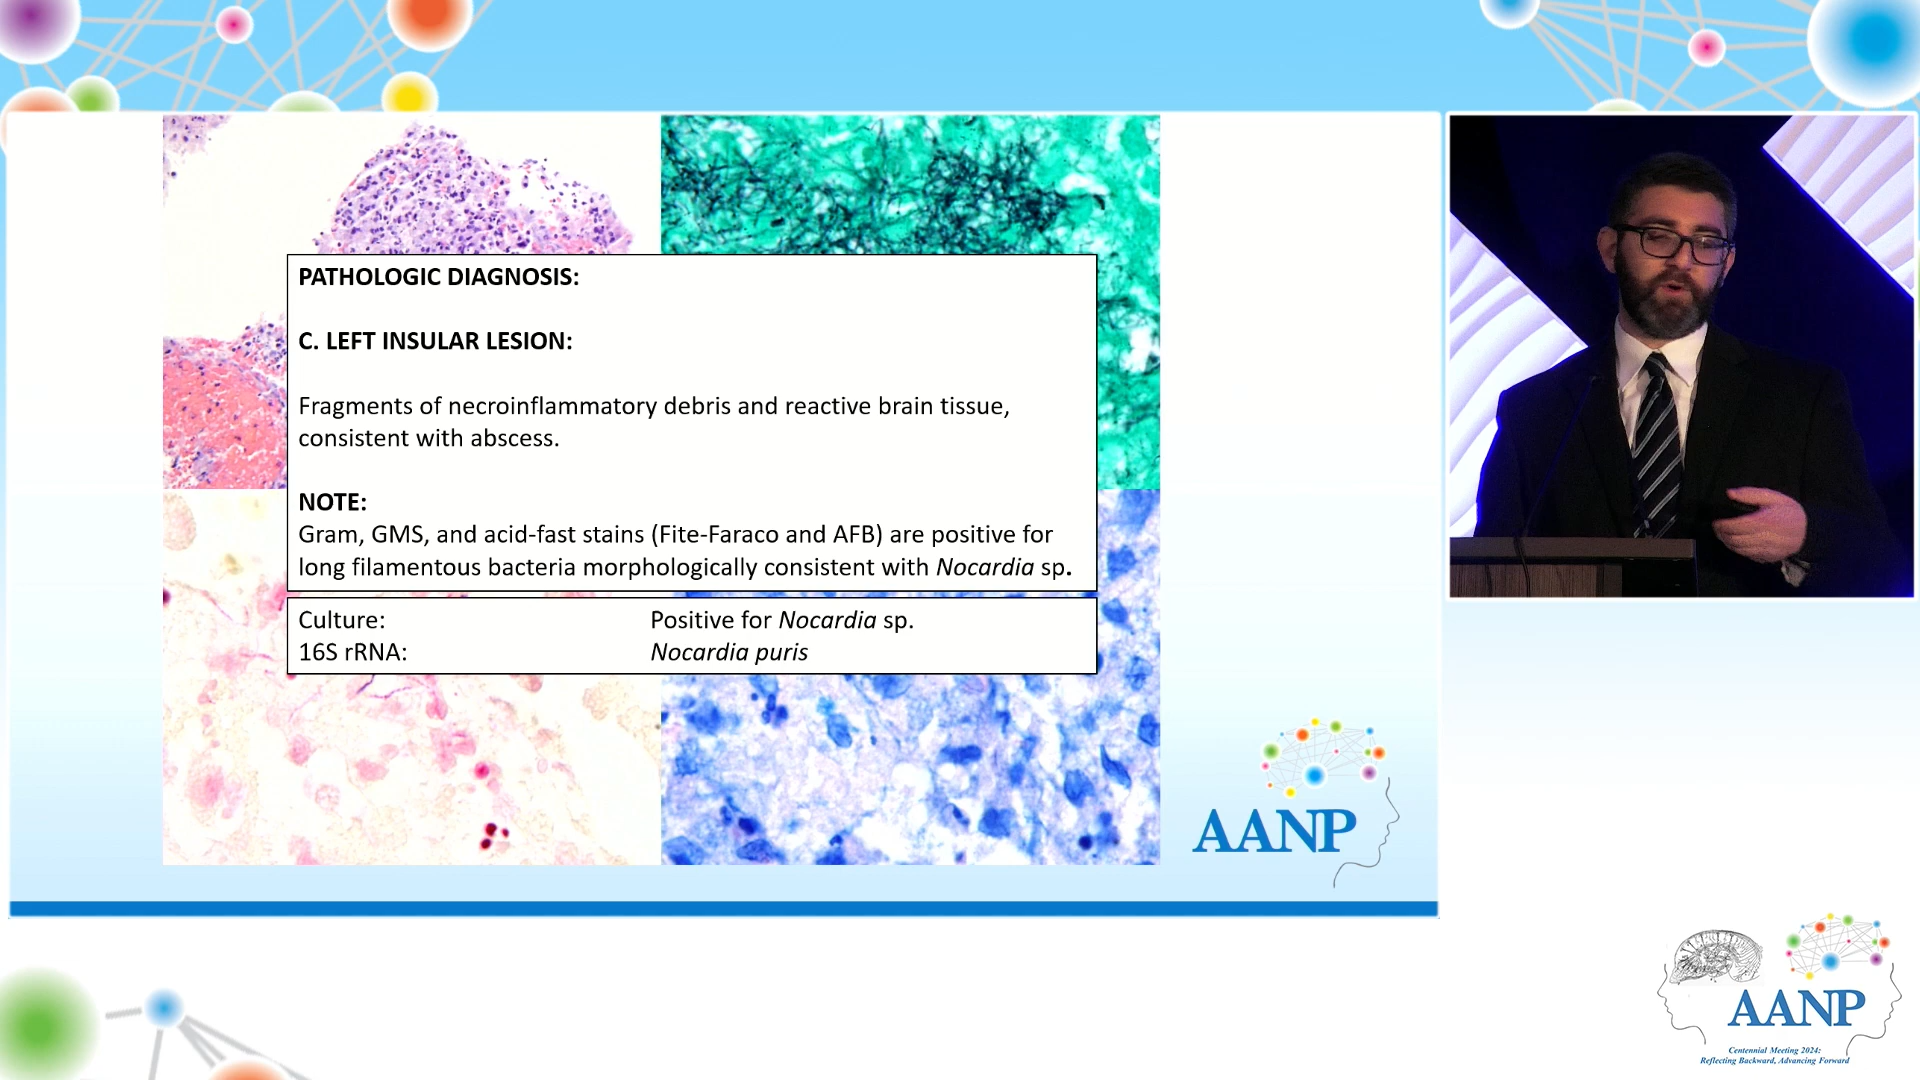 PATHOLOGIC DIAGNOSIS:
C. LEFT INSULAR LESION:
Fragments of necroinflammatory debris and reactive brain tissue,
consistent with abscess.
NOTE:
Gram, GMS, and acid-fast stains (Fite-Faraco and AFB) are positive for
long filamentous bacteria morphologically consistent with Nocardia sp.
Culture: Positive for Nocardia sp.
16S rRNA: Nocardia puris
AANP
AANP
Centennial Meeting 2024:
Reflecting Backward, Advancing Forward